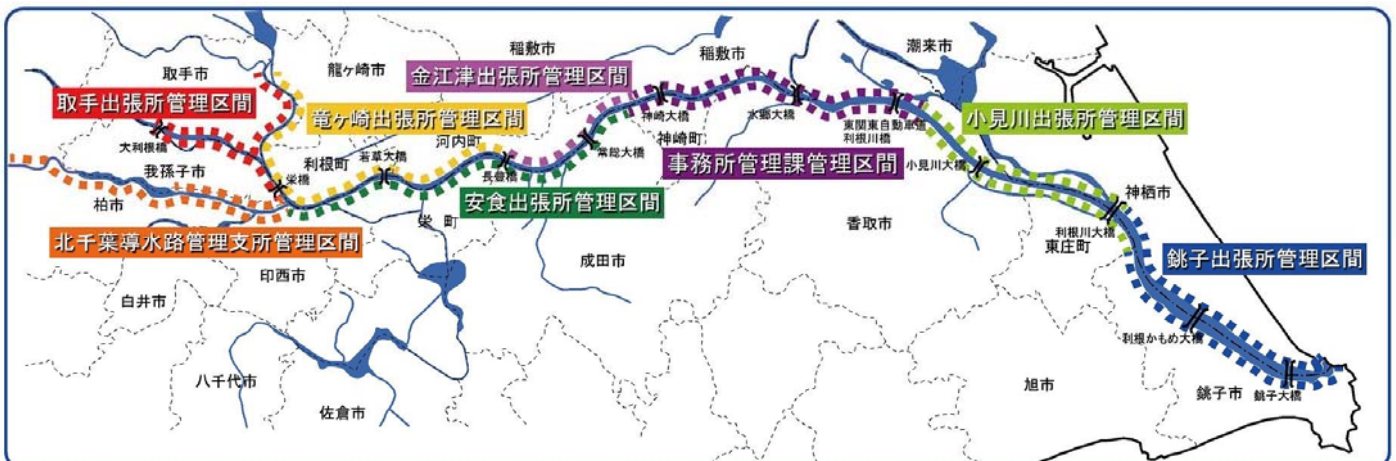 稲敷市
稲敷市
潮来市
取手市
龍ヶ崎市
金江津出張所管理区間
取手出張所管理区間
竜ヶ崎出張所管理区間
神崎大橋
水郷大橋
東関東自動車道
利根川橋
小見川出張所管理区間
大利根橋
利根町
若草大橋
河内町
常総大橋
神崎町
事務所管理課管理区間
小見川大橋
我孫子市
栄橋
長豊橋
神栖市
柏市
安食出張所管理区間
栄町
香取市
利根川大橋
東庄町
北千葉導水路管理支所管理区間
成田市
銚子出張所管理区間
印西市
白井市
利根かもめ大橋
八千代市
佐倉市
旭市
銚子市
銚子大橋